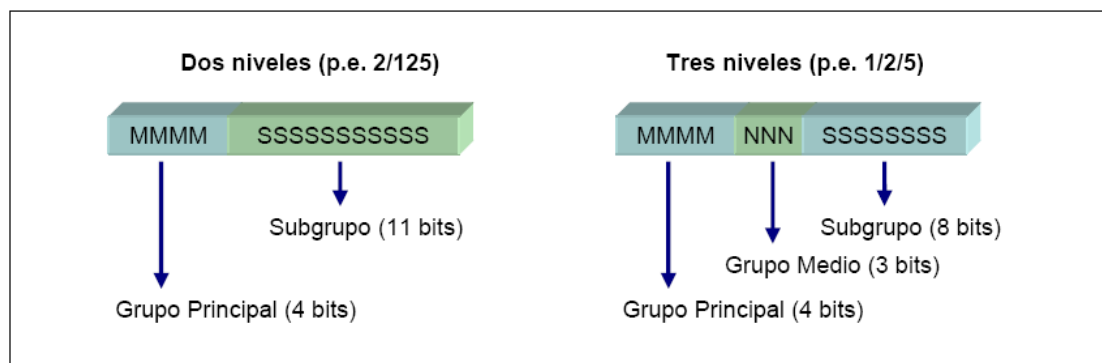 Dos niveles (p.e. 2/125)
MMMM SSSSSSSSSSS
Subgrupo (11 bits)
Grupo Principal (4 bits)
Tres niveles (p.e. 1/2/5)
MMMM NNN SSSSSSSS
Subgrupo (8 bits)
Grupo Medio (3 bits)
Grupo Principal (4 bits)